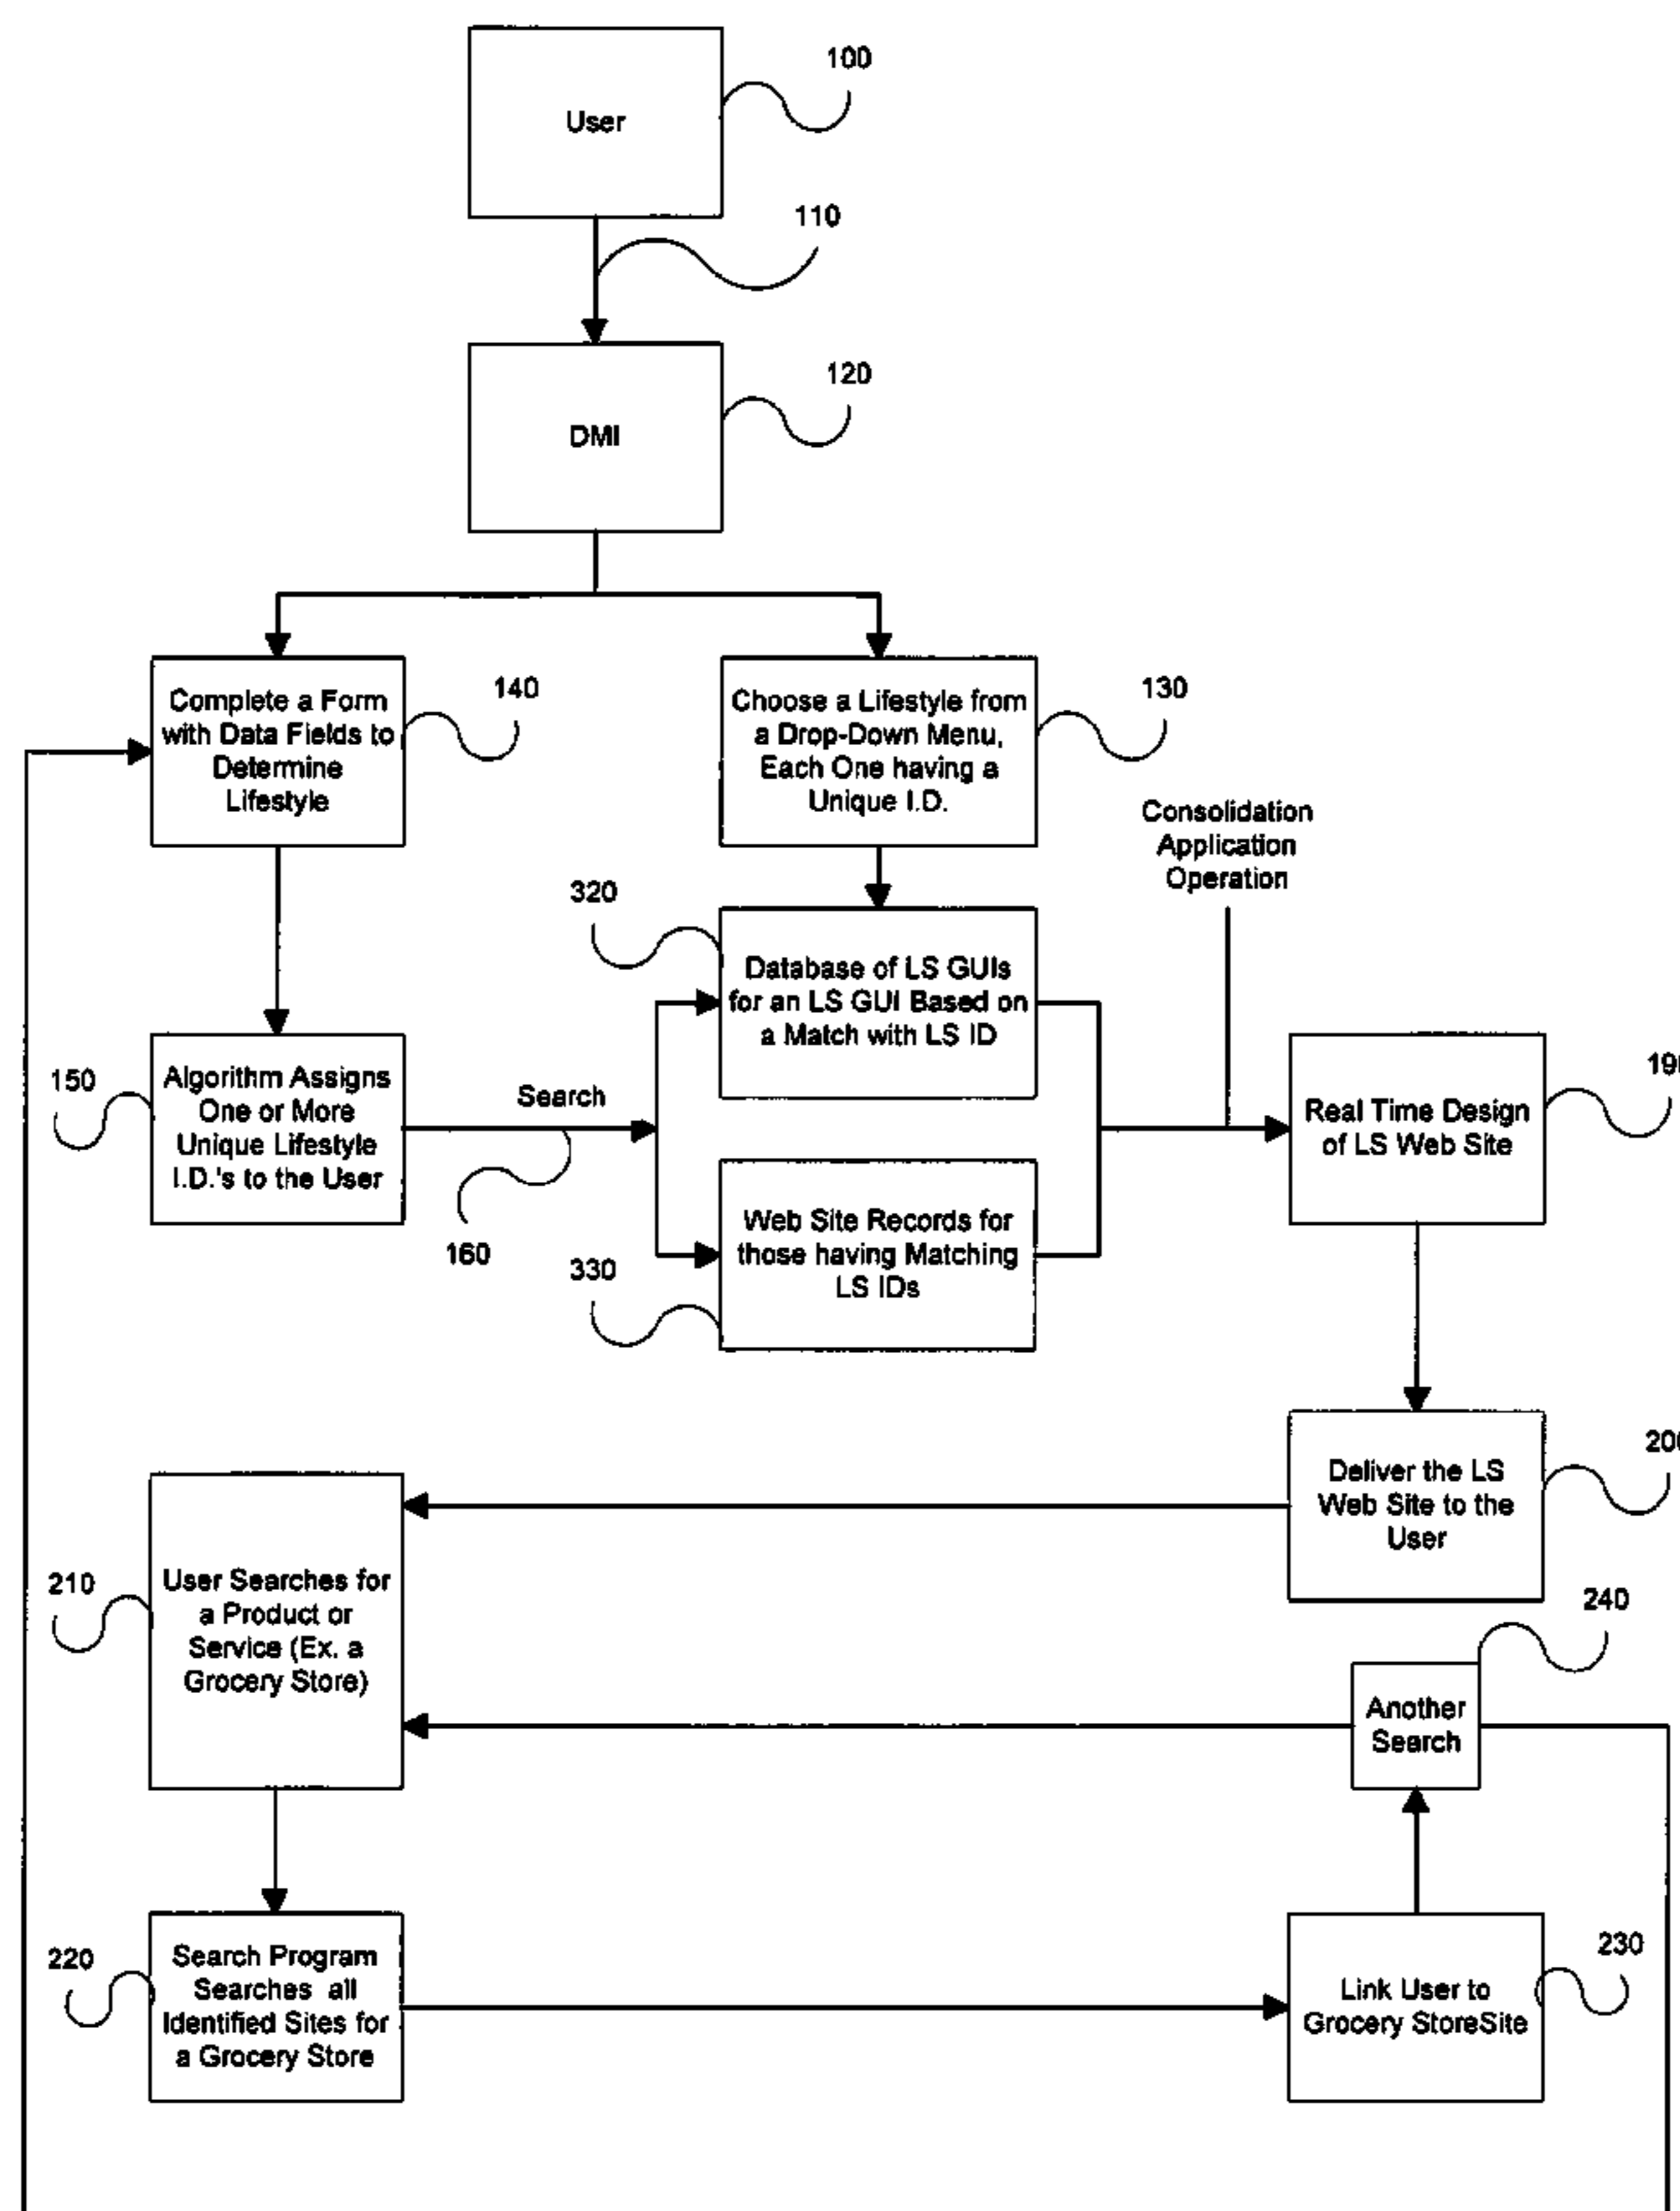 100
User
110
120
DMI
Complete a Form
with Data Fields to
Determine
Lifestyle
140
Choose a Lifestyle from
a Drop-Down Menu,
Each One having a
Unique I.D.
130
Consolidation
Application
Operation
320
Database of LS GUIs
for an LS GUI Based on
a Match with LS ID
150
Algorithm Assigns
One or More
Unique Lifestyle
I.D.'s to the User
Search
160
Real Time Design
of LS Web Site
Web Site Records for
those having Matching
LS IDs
330
Deliver the LS
Web Site to the
User
210
User Searches for
a Product or
Service (Ex. a
Grocery Store)
240
Another
Search
220
Search Program
Searches all
Identified Sites for
a Grocery Store
230
Link User to
Grocery StoreSite